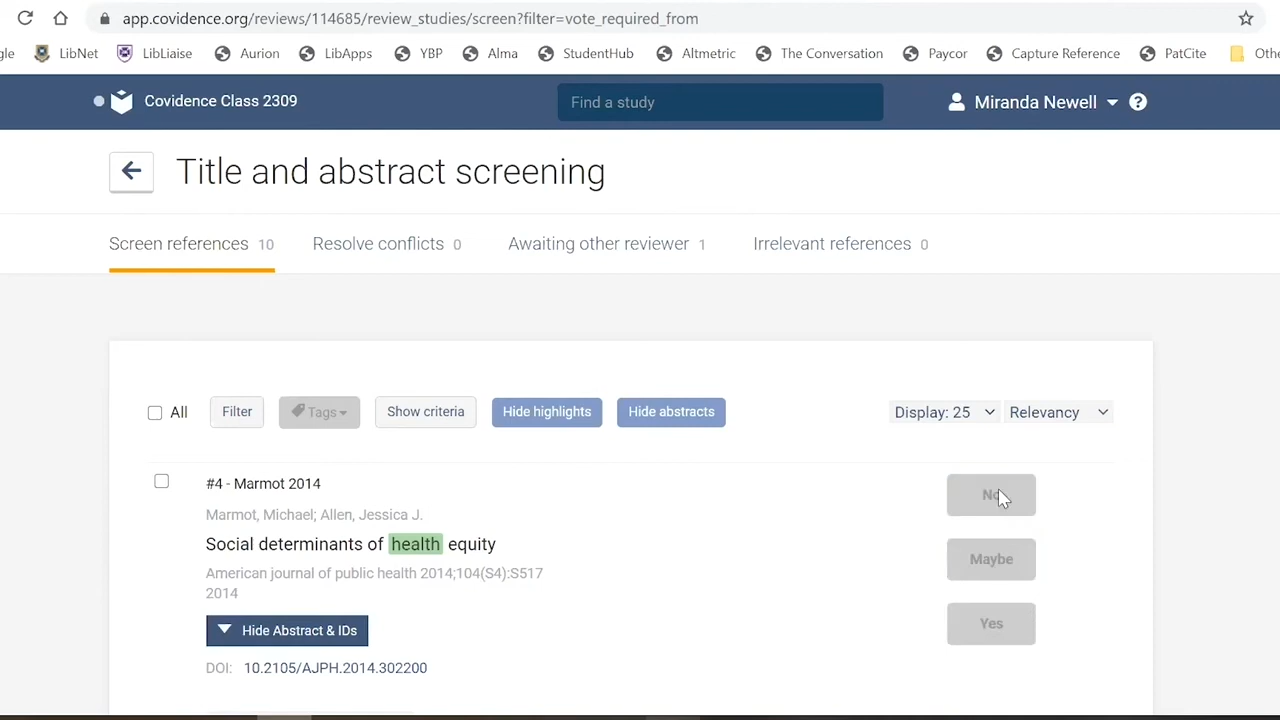 app.covidence.org/reviews/114685/review_studies/screen?filter=vote_required_from
gle LibNet LibLiaise Aurion LibApps YBP Alma StudentHub Altmetric The Conversation Paycor Capture Reference PatCite Othe
Covidence Class 2309 Find a study Miranda Newell ?
Title and abstract screening
Screen references 10 Resolve conflicts 0 Awaiting other reviewer 1 Irrelevant references 0
All Filter Tags Show criteria Hide highlights Hide abstracts Display: 25 Relevancy
#4 - Marmot 2014
No
Marmot, Michael; Allen, Jessica J.
Social determinants of health equity
Maybe
American journal of public health 2014;104(S4):S517
2014
Yes
Hide Abstract & IDs
DOI: 10.2105/AJPH.2014.302200